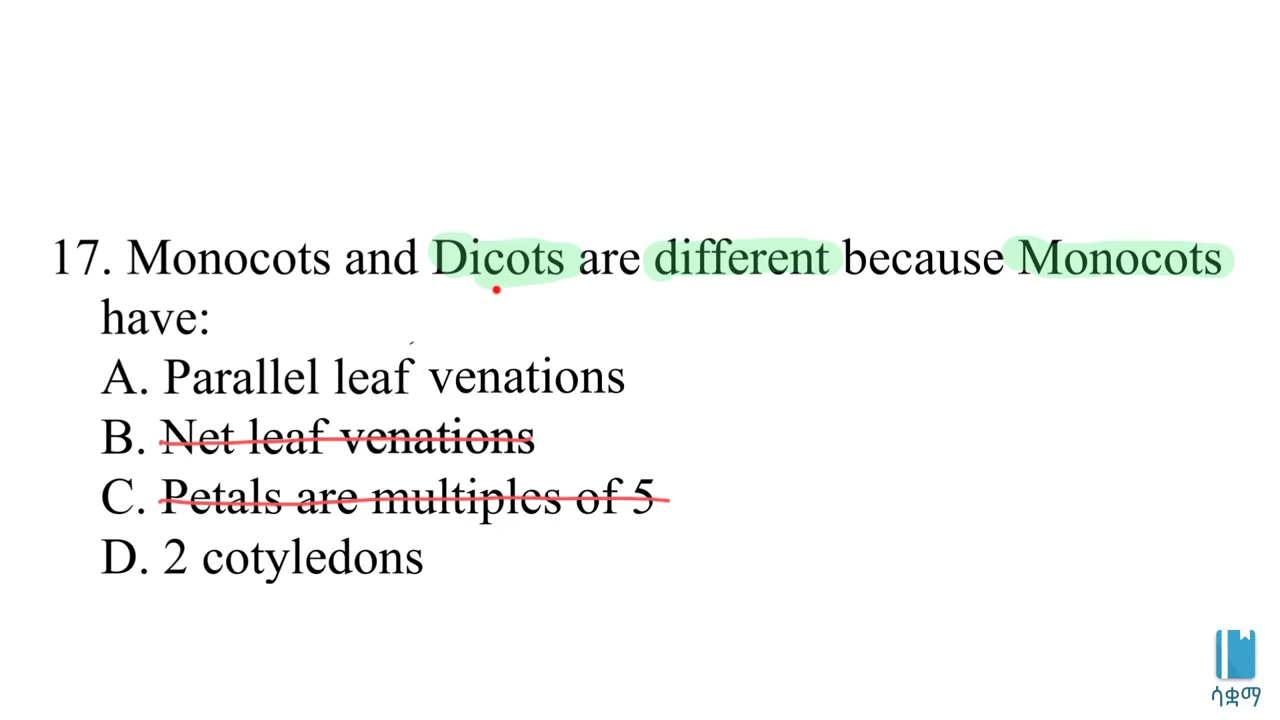 17. Monocots and Dicots are different because Monocots
have:
A. Parallel leaf venations
B. Net leaf venations
C. Petals are multiples of 5
D. 2 cotyledons
ሳቋማ